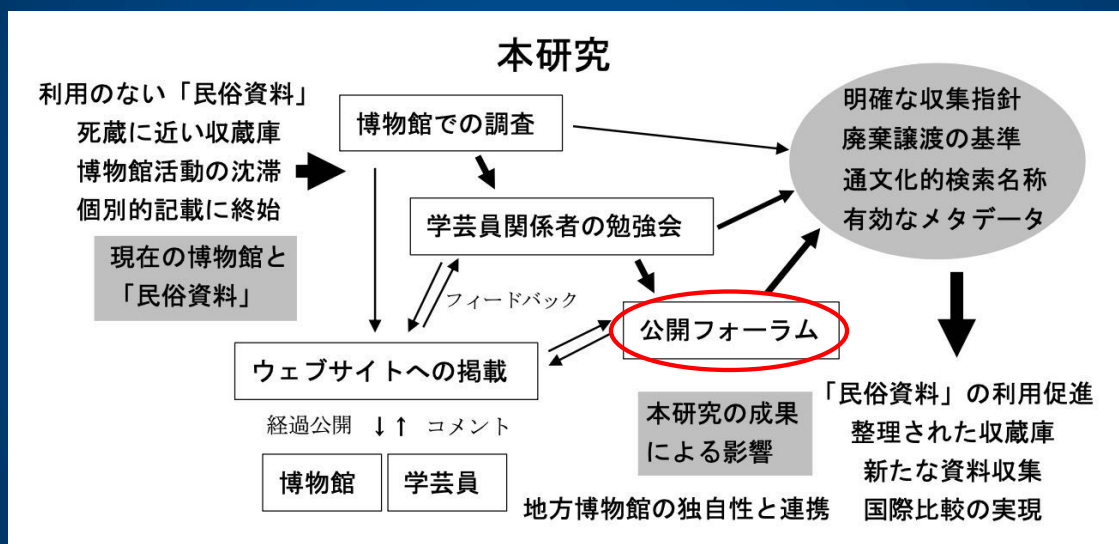 本研究
利用のない「民俗資料」
死蔵に近い収蔵庫
博物館活動の沈滞
個別的記載に終始
現在の博物館と
「民俗資料」
博物館での調査
学芸員関係者の勉強会
フィードバック
公開フォーラム
ウェブサイトへの掲載
経過公開 ↓↑ コメント
博物館
学芸員
明確な収集指針
廃棄譲渡の基準
通文化的検索名称
有効なメタデータ
本研究の成果
による影響
「民俗資料」の利用促進
整理された収蔵庫
新たな資料収集
国際比較の実現
地方博物館の独自性と連携